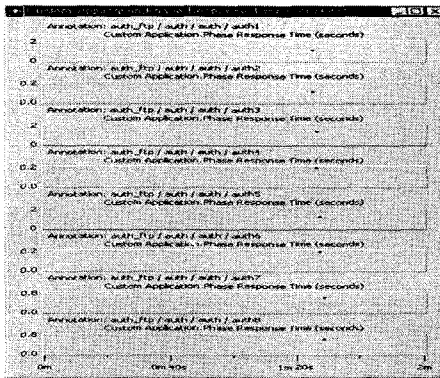 Annotation: auth_ftp / auth / auth / auth1
Custom Application.Phase Response Time (seconds)
2
0
Annotation: auth_ftp / auth / auth / auth2
Custom Application.Phase Response Time (seconds)
0.2
0.0
Annotation: auth_ftp / auth / auth / auth3
Custom Application.Phase Response Time (seconds)
2
0
Annotation: auth_ftp / auth / auth / auth4
Custom Application.Phase Response Time (seconds)
0.2
0.0
Annotation: auth_ftp / auth / auth / auth5
Custom Application.Phase Response Time (seconds)
2
0
Annotation: auth_ftp / auth / auth / auth6
Custom Application.Phase Response Time (seconds)
0.2
0.0
Annotation: auth_ftp / auth / auth / auth7
Custom Application.Phase Response Time (seconds)
0.8
0.0
Annotation: auth_ftp / auth / auth / auth8
Custom Application.Phase Response Time (seconds)
0.8
0.0
0m 0m 40s 1m 20s 2m